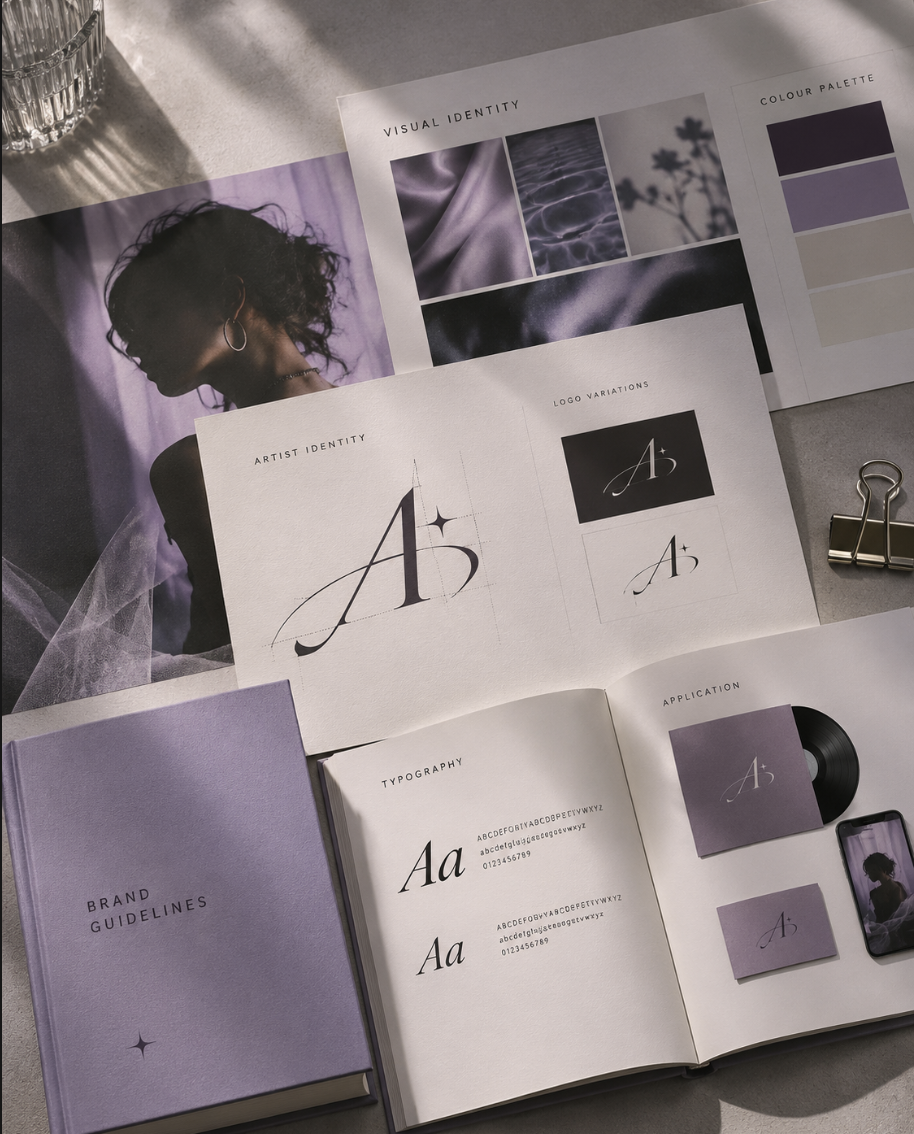 VISUAL IDENTITY
COLOUR PALETTE
ARTIST IDENTITY
LOGO VARIATIONS
A
A
A
BRAND
GUIDELINES
TYPOGRAPHY
Aa
0123456789
Aa
0123456789
APPLICATION
A
A